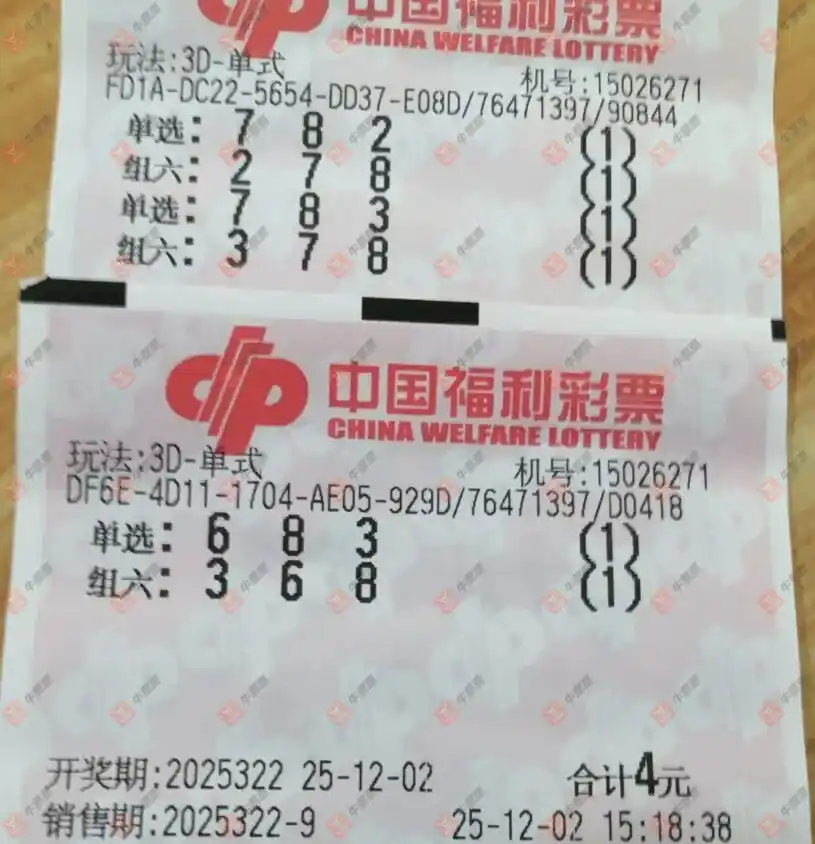 中国福利彩票
CHINA WELFARE LOTTERY
玩法:3D-单式 机号:15026271
FD1A-DC22-5654-DD37-E08D/76471397/90844
单选: 7 8 2 (1)
组六: 2 7 8 (1)
单选: 7 8 3 (1)
组六: 3 7 8 (1)
中国福利彩票
CHINA WELFARE LOTTERY
玩法:3D-单式 机号:15026271
DF6E-4D11-1704-AE05-929D/76471397/D0418
单选: 6 8 3 (1)
组六: 3 6 8 (1)
开奖期:2025322 25-12-02 合计4元
销售期:2025322-9 25-12-02 15:18:38